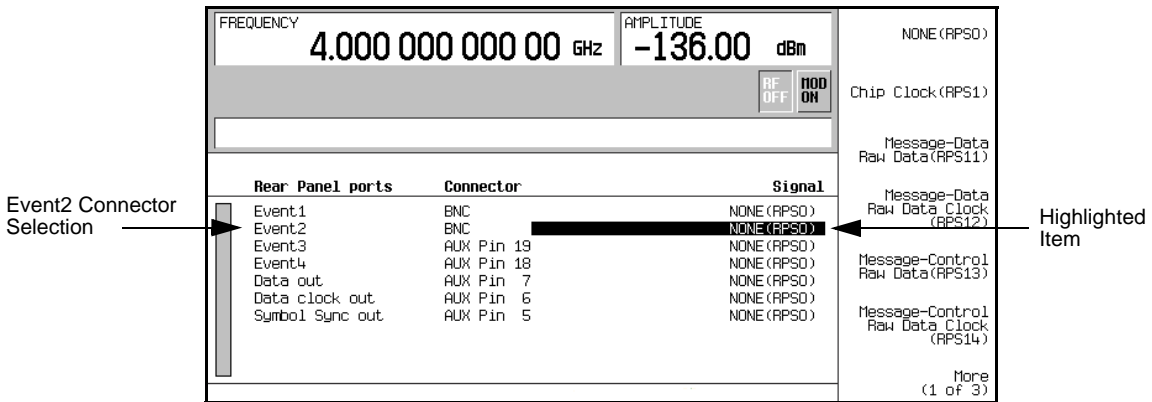 FREQUENCY
4.000 000 000 00 GHz
AMPLITUDE
-136.00 dBm
RF OFF
MOD ON
Rear Panel ports Connector Signal
Event1 BNC NONE(RPS0)
Event2 BNC NONE(RPS0)
Event3 AUX Pin 19 NONE(RPS0)
Event4 AUX Pin 18 NONE(RPS0)
Data out AUX Pin 7 NONE(RPS0)
Data clock out AUX Pin 6 NONE(RPS0)
Symbol Sync out AUX Pin 5 NONE(RPS0)
NONE(RPS0)
Chip Clock(RPS1)
Message-Data
Raw Data(RPS11)
Message-Data
Raw Data Clock
(RPS12)
Message-Control
Raw Data(RPS13)
Message-Control
Raw Data Clock
(RPS14)
More
(1 of 3)
Event2 Connector
Selection
Highlighted
Item